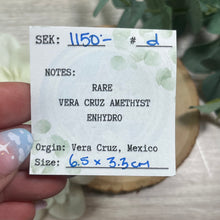 SEK: 1150:- # d
NOTES:
RARE
VERA CRUZ AMETHYST
ENHYDRO
Orgin: Vera Cruz, Mexico
Size: 6.5 x 3.3cm